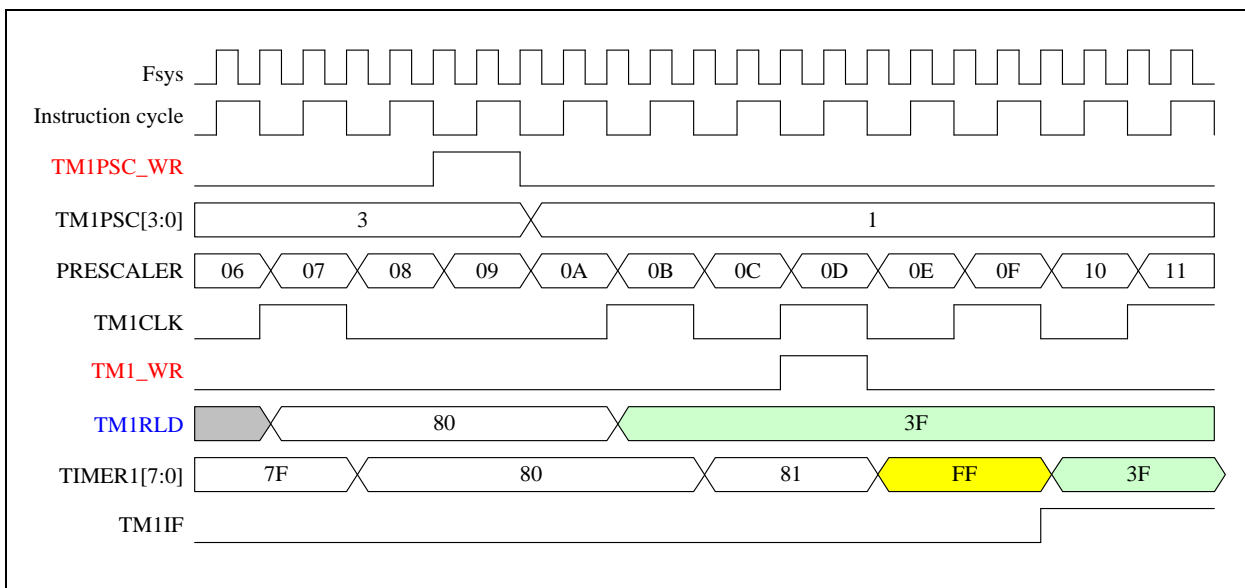 Fsys
Instruction cycle
TM1PSC_WR
TM1PSC[3:0] 3 1
PRESCALER 06 07 08 09 0A 0B 0C 0D 0E 0F 10 11
TM1CLK
TM1_WR
TM1RLD 80 3F
TIMER1[7:0] 7F 80 81 FF 3F
TM1IF